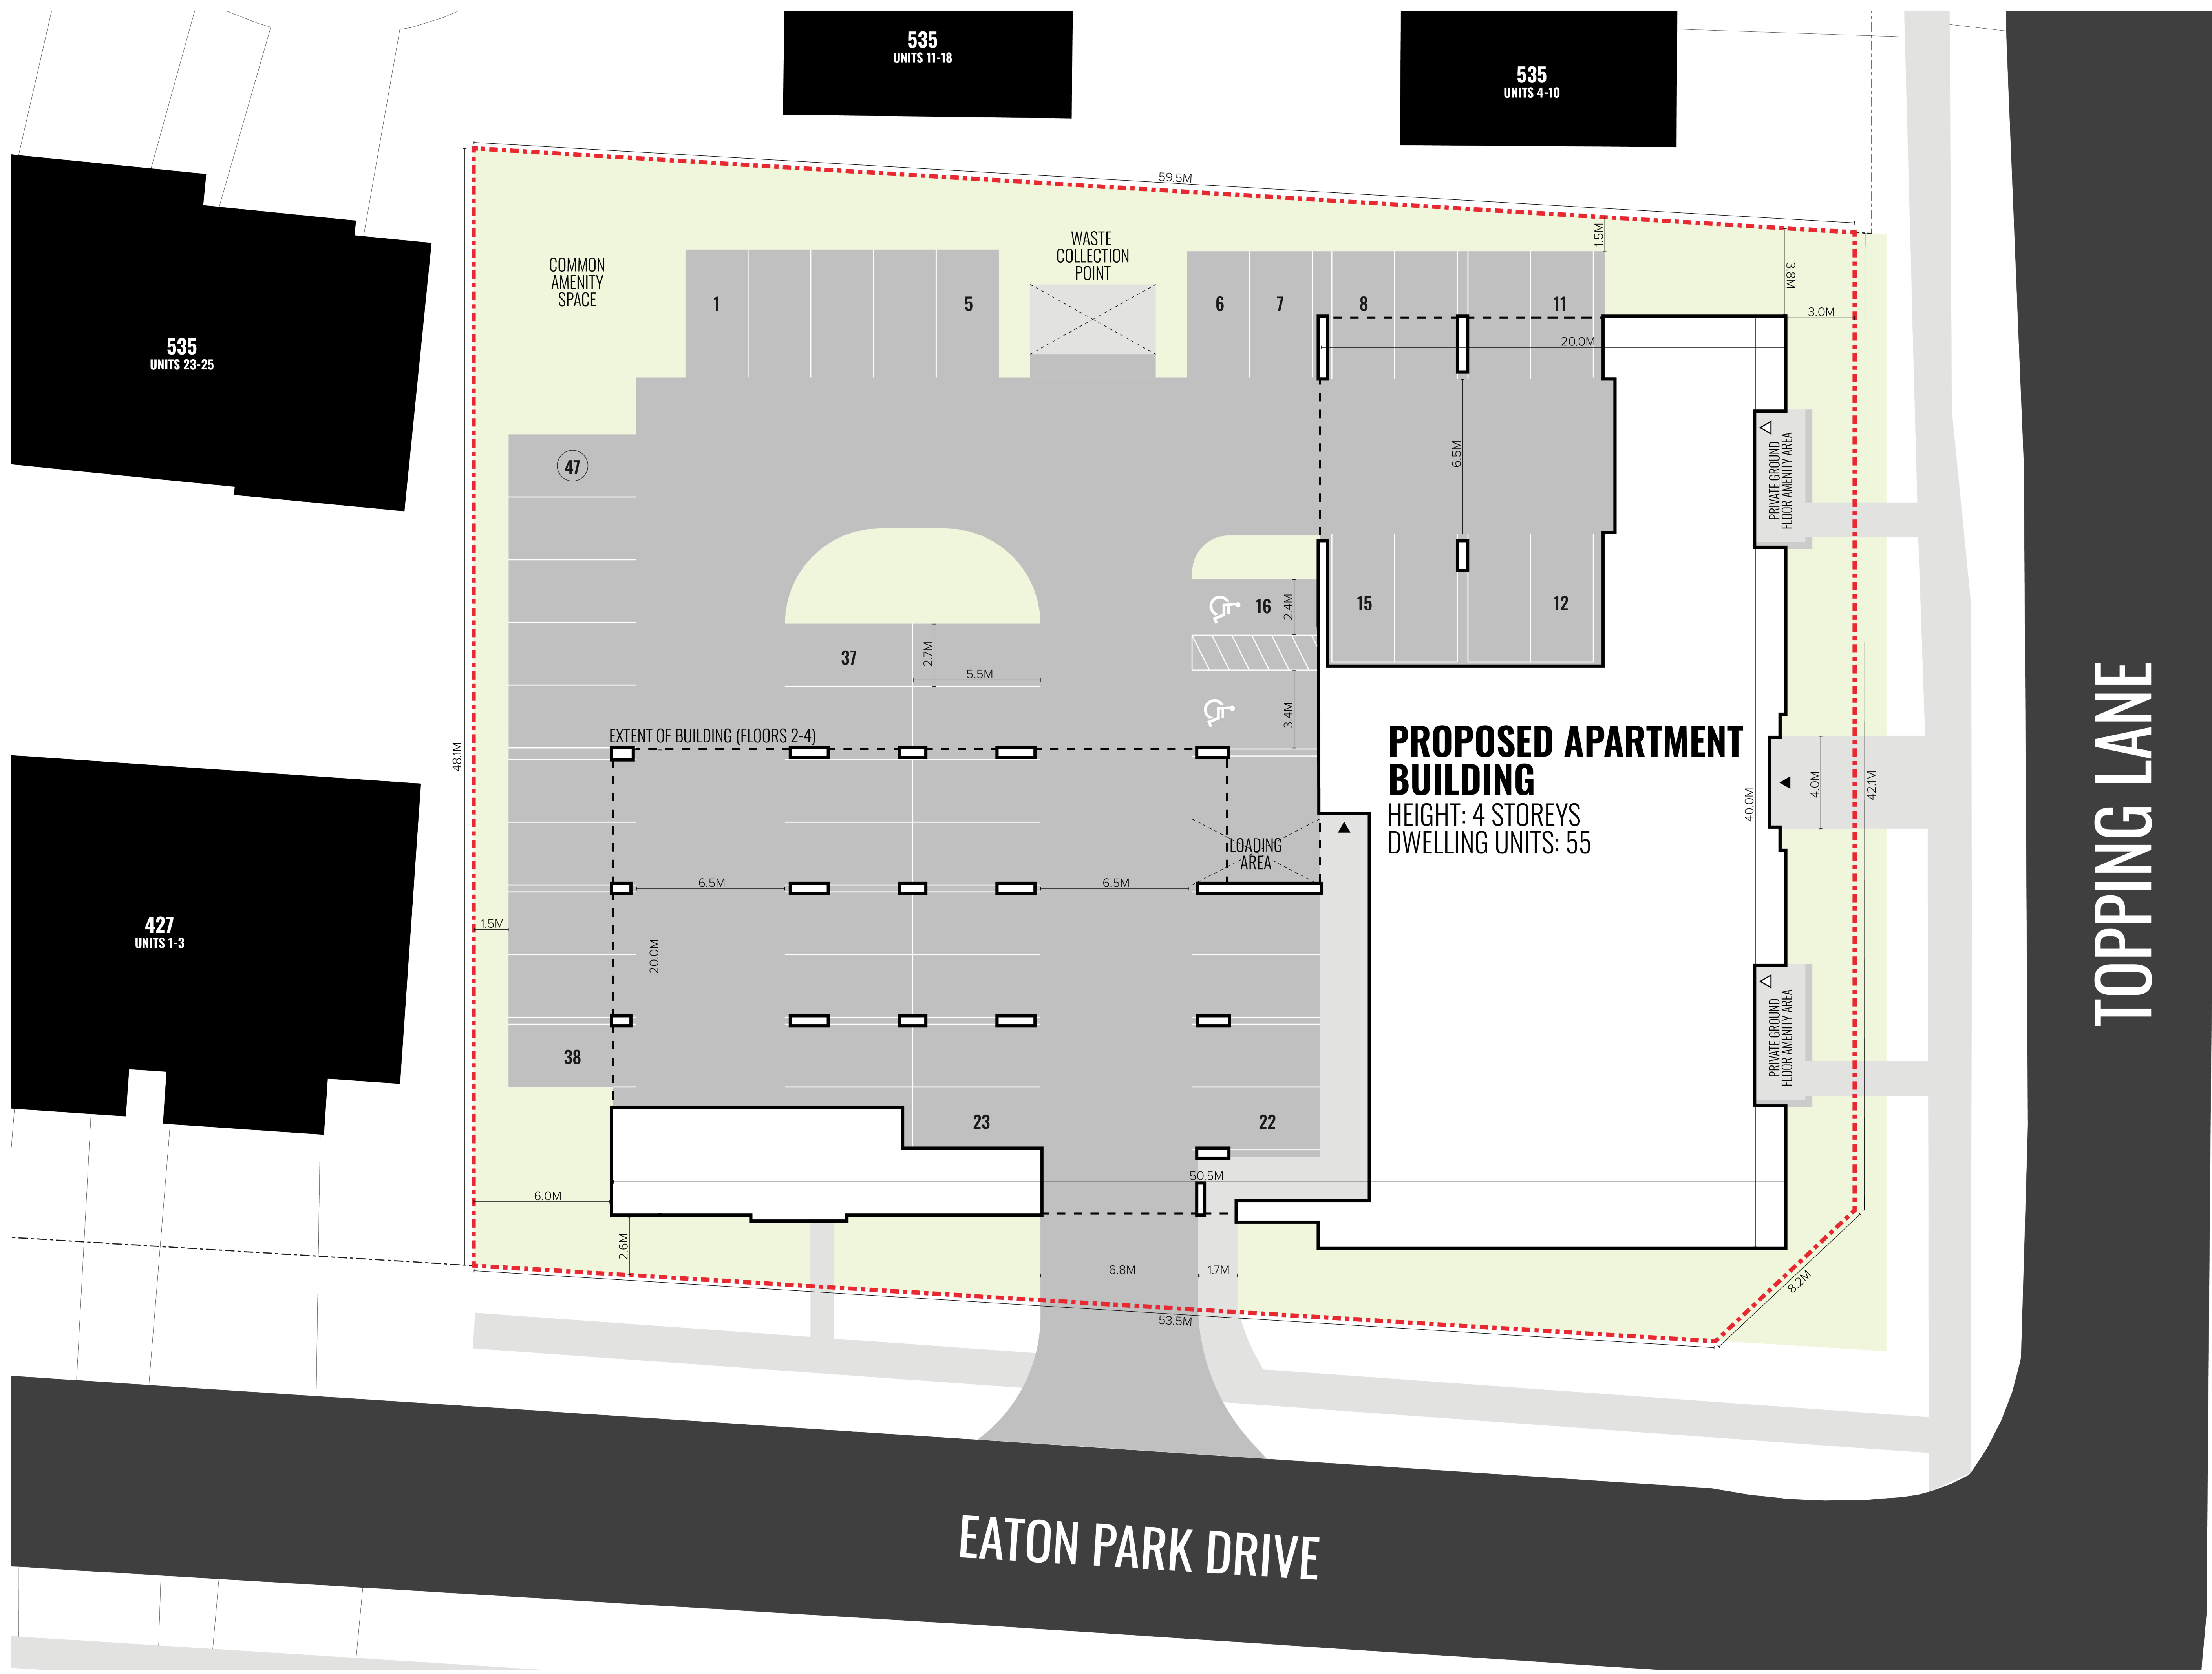 535
UNITS 11-18
535
UNITS 4-10
59.5M
1.5M
WASTE
COLLECTION
POINT
COMMON
AMENITY
SPACE
3.8M
3.0M
1
5
6
7
8
11
20.0M
535
UNITS 23-25
47
6.5M
PRIVATE GROUND
FLOOR AMENITY AREA
16
2.4M
15
12
37
2.7M
5.5M
3.4M
EXTENT OF BUILDING (FLOORS 2-4)
48.1M
PROPOSED APARTMENT
BUILDING
HEIGHT: 4 STOREYS
DWELLING UNITS: 55
40.0M
4.0M
42.1M
TOPPING LANE
LOADING
AREA
6.5M
6.5M
427
UNITS 1-3
1.5M
20.0M
38
PRIVATE GROUND
FLOOR AMENITY AREA
23
22
50.5M
6.0M
2.6M
6.8M
1.7M
8.2M
53.5M
EATON PARK DRIVE